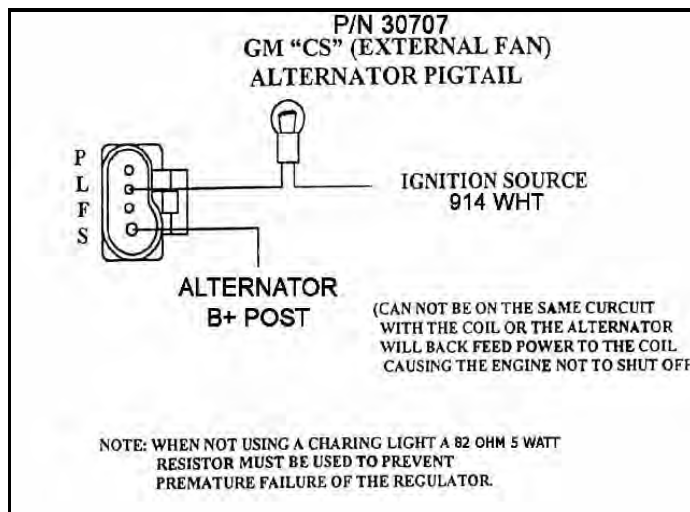 P/N 30707
GM “CS” (EXTERNAL FAN)
ALTERNATOR PIGTAIL
P
L
F
S
IGNITION SOURCE
914 WHT
ALTERNATOR
B+ POST
(CAN NOT BE ON THE SAME CURCUIT
WITH THE COIL OR THE ALTERNATOR
WILL BACK FEED POWER TO THE COIL
CAUSING THE ENGINE NOT TO SHUT OFF
NOTE: WHEN NOT USING A CHARING LIGHT A 82 OHM 5 WATT
RESISTOR MUST BE USED TO PREVENT
PREMATURE FAILURE OF THE REGULATOR.